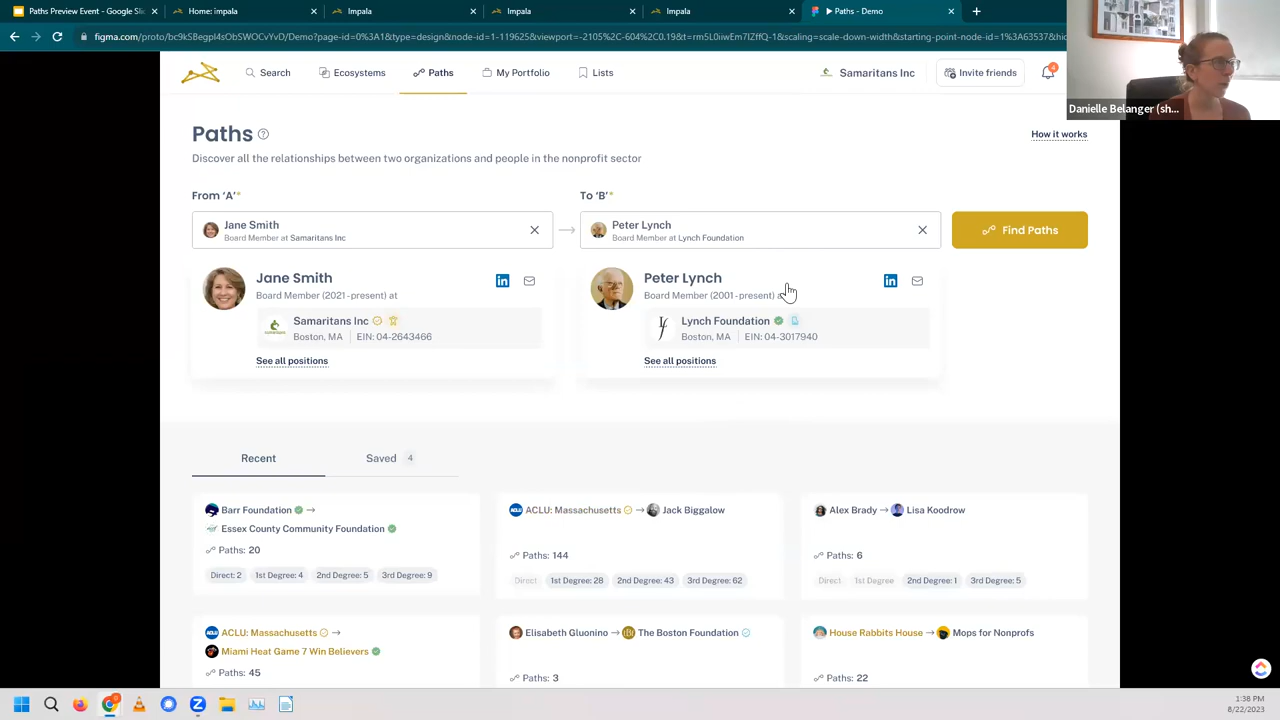 Paths Preview Event - Google Slid
Home: impala
Impala
Impala
Impala
Paths - Demo
figma.com/proto/bc9kSBegpI4sObSWOCvYvD/Demo?page-id=0%3A1&type=design&node-id=1-119625&viewport=-2105%2C-604%2C0.19&t=rm5L0iiwEm7IZffQ-1&scaling=scale-down-width&starting-point-node-id=1%3A63537&hid
Search
Ecosystems
Paths
My Portfolio
Lists
Samaritans Inc
Invite friends
4
Danielle Belanger (sh...
Paths
How it works
Discover all the relationships between two organizations and people in the nonprofit sector
From ‘A’*
To ‘B’*
Jane Smith
Board Member at Samaritans Inc
Peter Lynch
Board Member at Lynch Foundation
Find Paths
Jane Smith
Board Member (2021 - present) at
Samaritans Inc
Boston, MA
EIN: 04-2643466
See all positions
Peter Lynch
Board Member (2001 - present)
Lynch Foundation
Boston, MA
EIN: 04-3017940
See all positions
Recent
Saved 4
Barr Foundation →
Essex County Community Foundation
Paths: 20
Direct: 2
1st Degree: 4
2nd Degree: 5
3rd Degree: 9
ACLU: Massachusetts → Jack Biggalow
Paths: 144
Direct
1st Degree: 28
2nd Degree: 43
3rd Degree: 62
Alex Brady → Lisa Koodrow
Paths: 6
Direct
1st Degree
2nd Degree: 1
3rd Degree: 5
ACLU: Massachusetts →
Miami Heat Game 7 Win Believers
Paths: 45
Elisabeth Gluonino → The Boston Foundation
Paths: 3
House Rabbits House → Mops for Nonprofs
Paths: 22
1:38 PM
8/22/2023